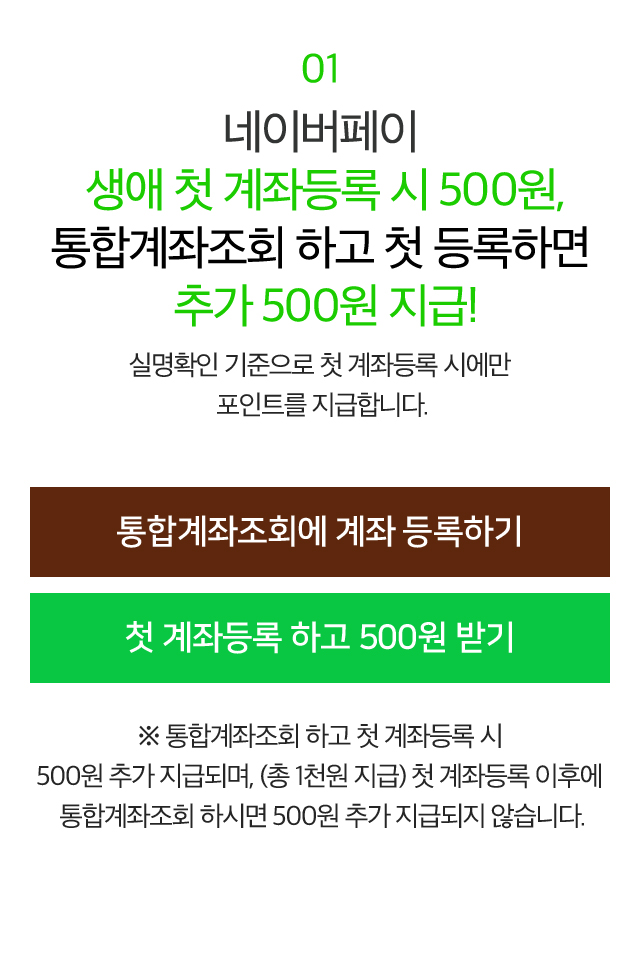 01
네이버페이
생애 첫 계좌등록 시 500원,
통합계좌조회 하고 첫 등록하면
추가 500원 지급!
실명확인 기준으로 첫 계좌등록 시에만
포인트를 지급합니다.
통합계좌조회에 계좌 등록하기
첫 계좌등록 하고 500원 받기
※ 통합계좌조회 하고 첫 계좌등록 시
500원 추가 지급되며, (총 1천원 지급) 첫 계좌등록 이후에
통합계좌조회 하시면 500원 추가 지급되지 않습니다.